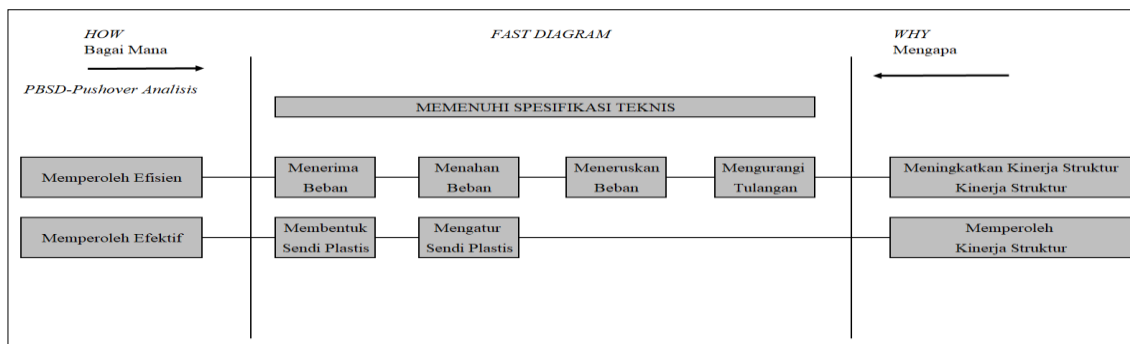 HOW
Bagai Mana
FAST DIAGRAM
WHY
Mengapa
PBSD-Pushover Analisis
MEMENUHI SPESIFIKASI TEKNIS
Memperoleh Efisien
Menerima
Beban
Menahan
Beban
Meneruskan
Beban
Mengurangi
Tulangan
Meningkatkan Kinerja Struktur
Kinerja Struktur
Memperoleh Efektif
Membentuk
Sendi Plastis
Mengatur
Sendi Plastis
Memperoleh
Kinerja Struktur